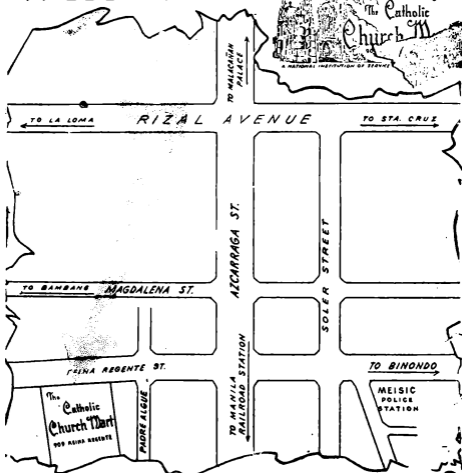 The Catholic
Church M
A NATIONAL INSTITUTION OF SERVICE
TO MALACAÑAN
PALACE
TO LA LOMA
RIZAL AVENUE
TO STA. CRUZ
AZCARRAGA ST.
SOLER STREET
TO BAMBANG
MAGDALENA ST.
REINA REGENTE ST.
TO BINONDO
TO MANILA
RAILROAD STATION
PADRE ALGUE
MEISIC
POLICE
STATION
The
Catholic
Church Mart
909 REINA REGENTE